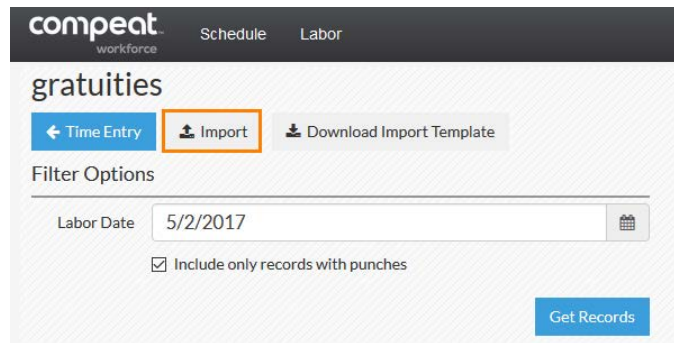 compeat
workforce
Schedule Labor
gratuities
Time Entry Import Download Import Template
Filter Options
Labor Date 5/2/2017
Include only records with punches
Get Records